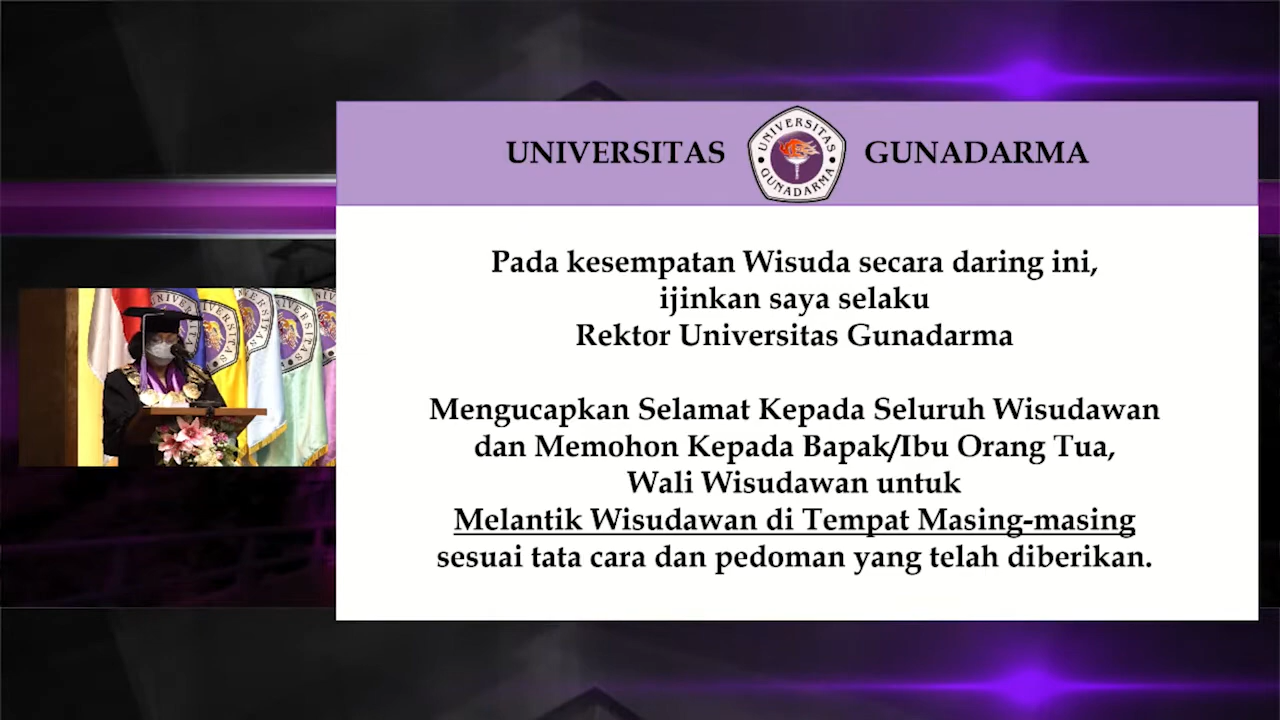 UNIVERSITAS GUNADARMA
UNIVERSITAS
GUNADARMA
Pada kesempatan Wisuda secara daring ini,
ijinkan saya selaku
Rektor Universitas Gunadarma
Mengucapkan Selamat Kepada Seluruh Wisudawan
dan Memohon Kepada Bapak/Ibu Orang Tua,
Wali Wisudawan untuk
Melantik Wisudawan di Tempat Masing-masing
sesuai tata cara dan pedoman yang telah diberikan.